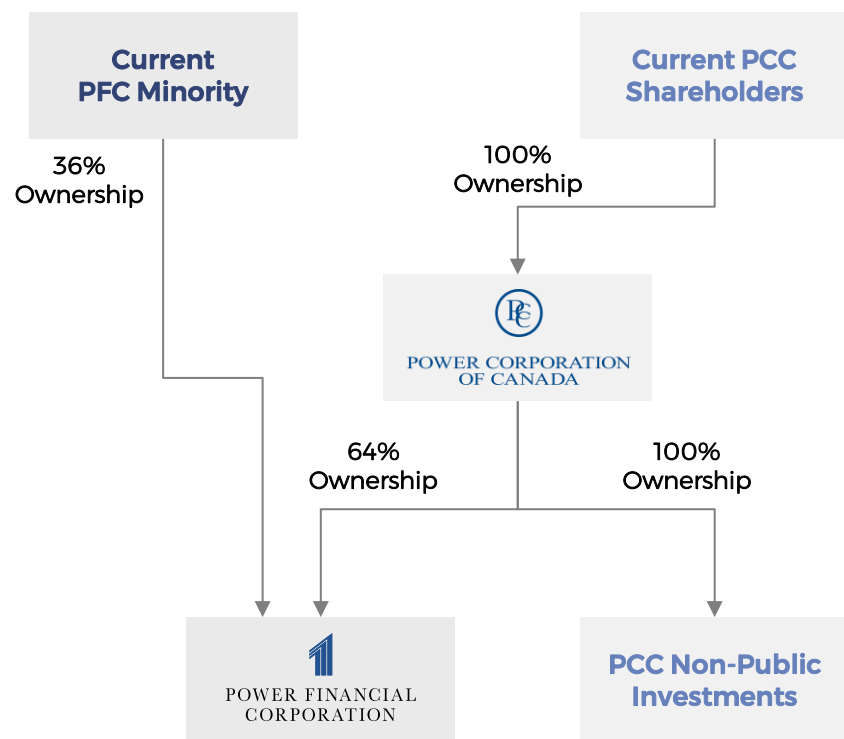 Current
PFC Minority
Current PCC
Shareholders
36%
Ownership
100%
Ownership
PCC
POWER CORPORATION
OF CANADA
64%
Ownership
100%
Ownership
POWER FINANCIAL
CORPORATION
PCC Non-Public
Investments